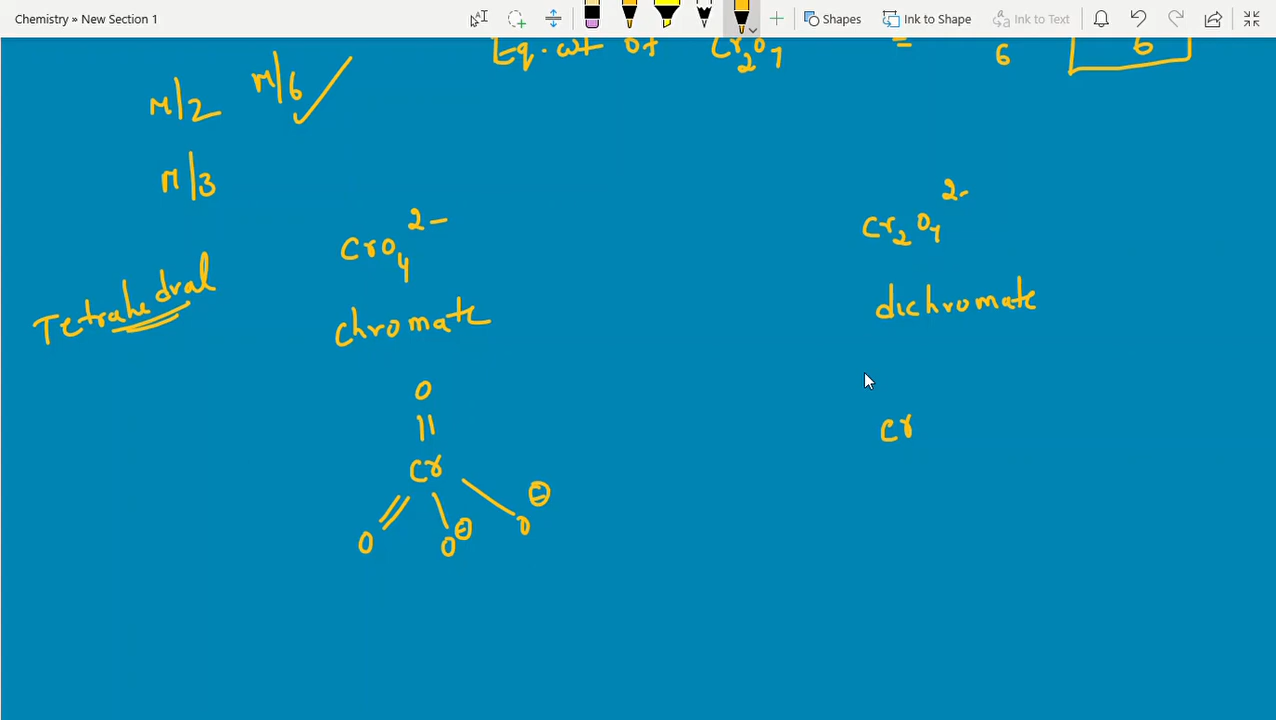 Chemistry » New Section 1
Shapes Ink to Shape Ink to Text
Eq. wt of Cr2O7 = 6 6
M/2 M/6
M/3
CrO4 2-
Cr2O7 2-
Tetrahedral
chromate
dichromate
O
||
Cr
Cr
O O⊖ O⊖